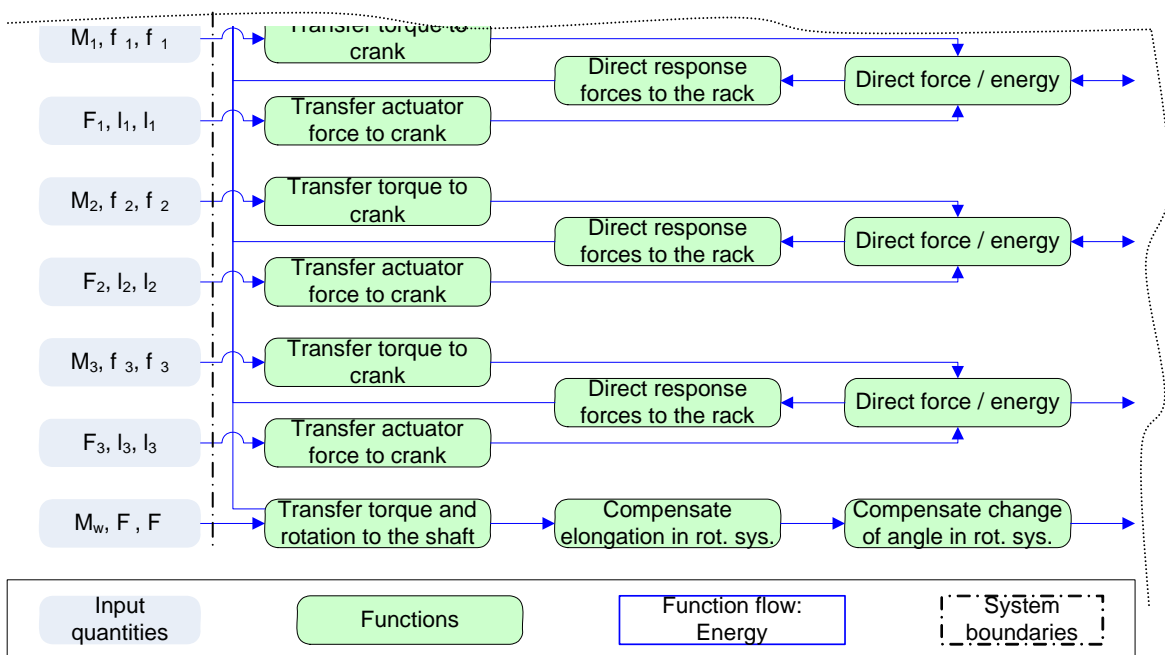 M₁, f ₁, f ₁
Transfer torque to
crank
Direct response
forces to the rack
Direct force / energy
F₁, l₁, l₁
Transfer actuator
force to crank
M₂, f ₂, f ₂
Transfer torque to
crank
Direct response
forces to the rack
Direct force / energy
F₂, l₂, l₂
Transfer actuator
force to crank
M₃, f ₃, f ₃
Transfer torque to
crank
Direct response
forces to the rack
Direct force / energy
F₃, l₃, l₃
Transfer actuator
force to crank
M_w, F , F
Transfer torque and
rotation to the shaft
Compensate
elongation in rot. sys.
Compensate change
of angle in rot. sys.
Input
quantities
Functions
Function flow:
Energy
System
boundaries